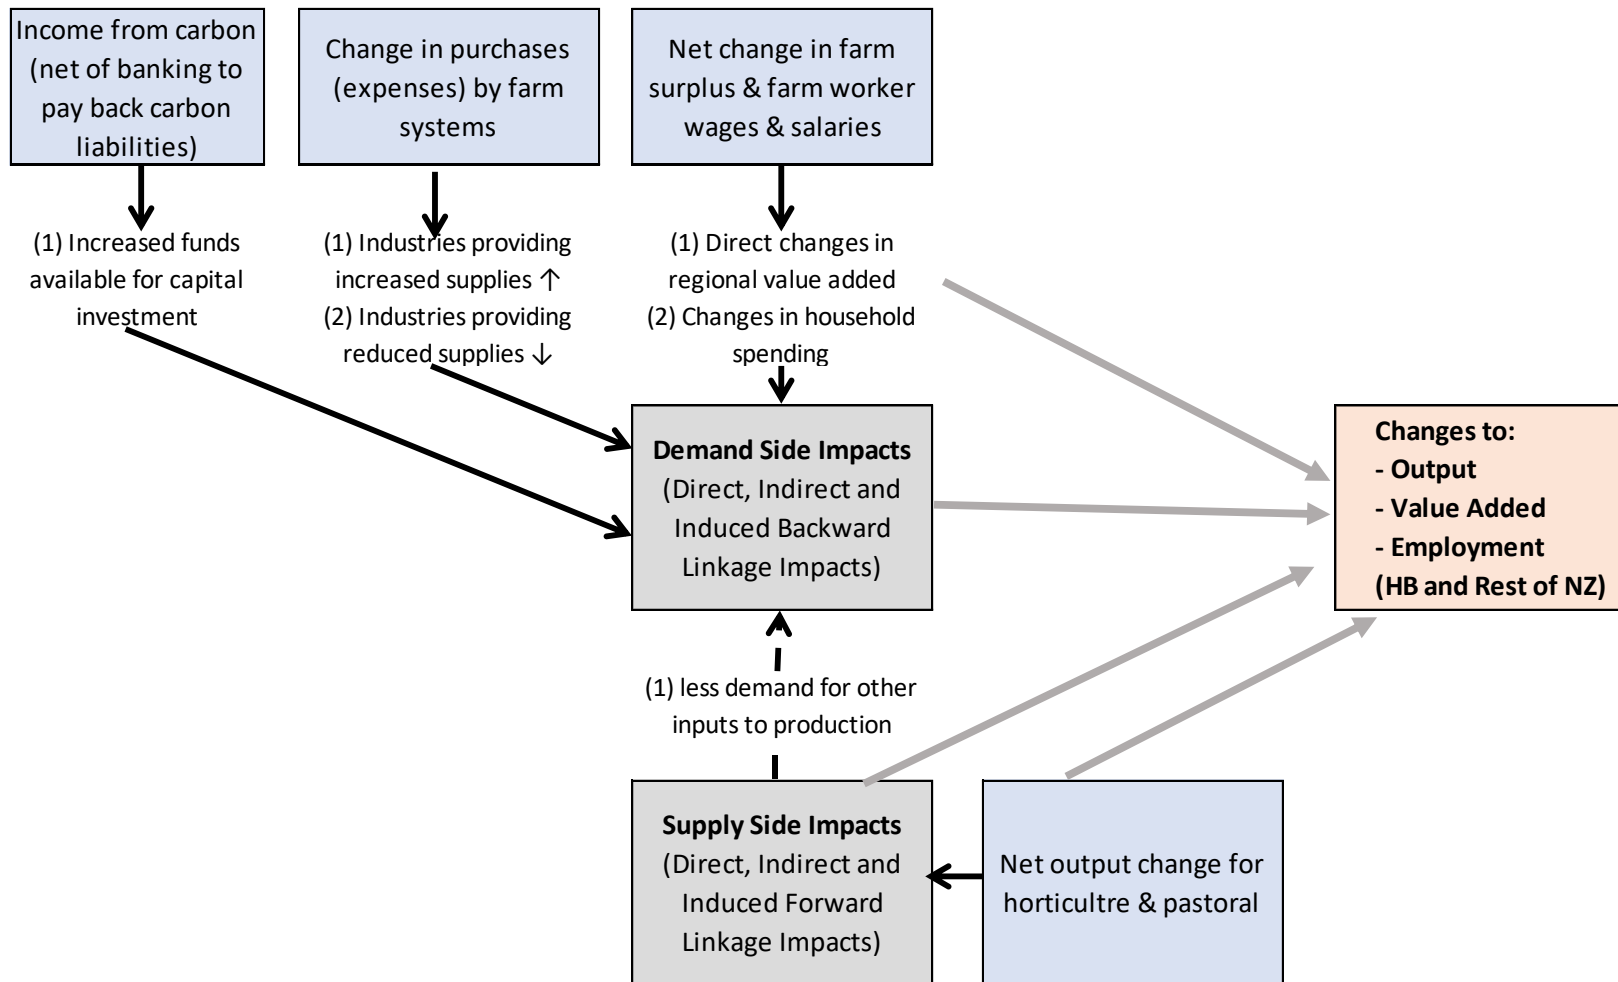 Income from carbon
(net of banking to
pay back carbon
liabilities)
Change in purchases
(expenses) by farm
systems
Net change in farm
surplus & farm worker
wages & salaries
(1) Increased funds
available for capital
investment
(1) Industries providing
increased supplies ↑
(2) Industries providing
reduced supplies ↓
(1) Direct changes in
regional value added
(2) Changes in household
spending
Demand Side Impacts
(Direct, Indirect and
Induced Backward
Linkage Impacts)
Changes to:
- Output
- Value Added
- Employment
(HB and Rest of NZ)
(1) less demand for other
inputs to production
Supply Side Impacts
(Direct, Indirect and
Induced Forward
Linkage Impacts)
Net output change for
horticultre & pastoral